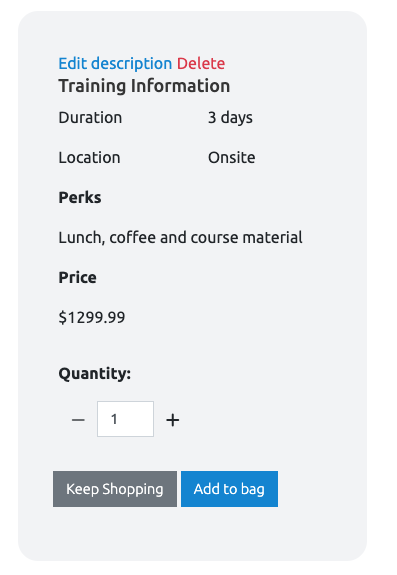 Edit description Delete
Training Information
Duration 3 days
Location Onsite
Perks
Lunch, coffee and course material
Price
$1299.99
Quantity:
− 1 +
Keep Shopping Add to bag